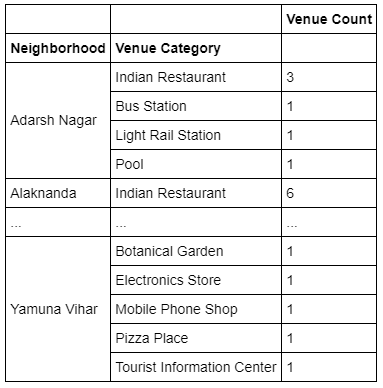 Venue Count
Neighborhood Venue Category
Adarsh Nagar Indian Restaurant 3
Bus Station 1
Light Rail Station 1
Pool 1
Alaknanda Indian Restaurant 6
... ... ...
Yamuna Vihar Botanical Garden 1
Electronics Store 1
Mobile Phone Shop 1
Pizza Place 1
Tourist Information Center 1